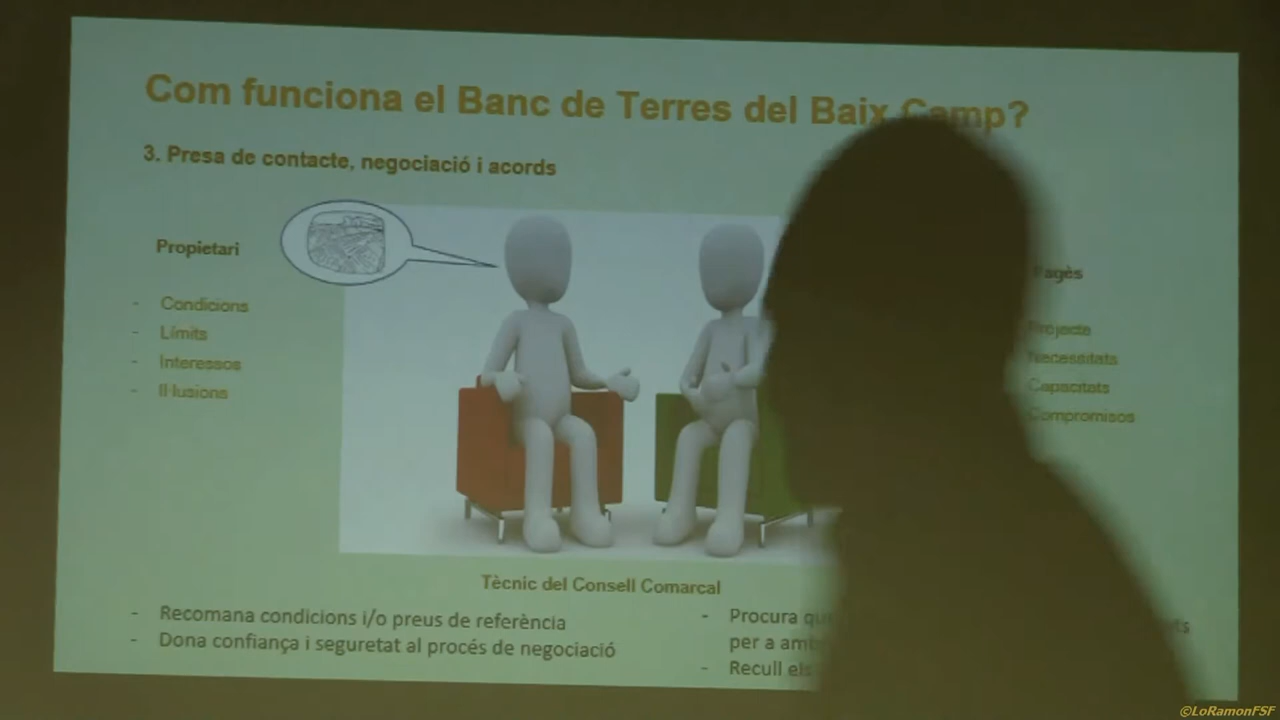 Com funciona el Banc de Terres del Baix Camp?
3. Presa de contacte, negociació i acords
Propietari
- Condicions
- Límits
- Interessos
- Il·lusions
Pagès
Projecte
Necessitats
Capacitats
Compromisos
Tècnic del Consell Comarcal
- Recomana condicions i/o preus de referència
- Dona confiança i seguretat al procés de negociació
- Procura
per a
- Recull
©LoRamonFSF